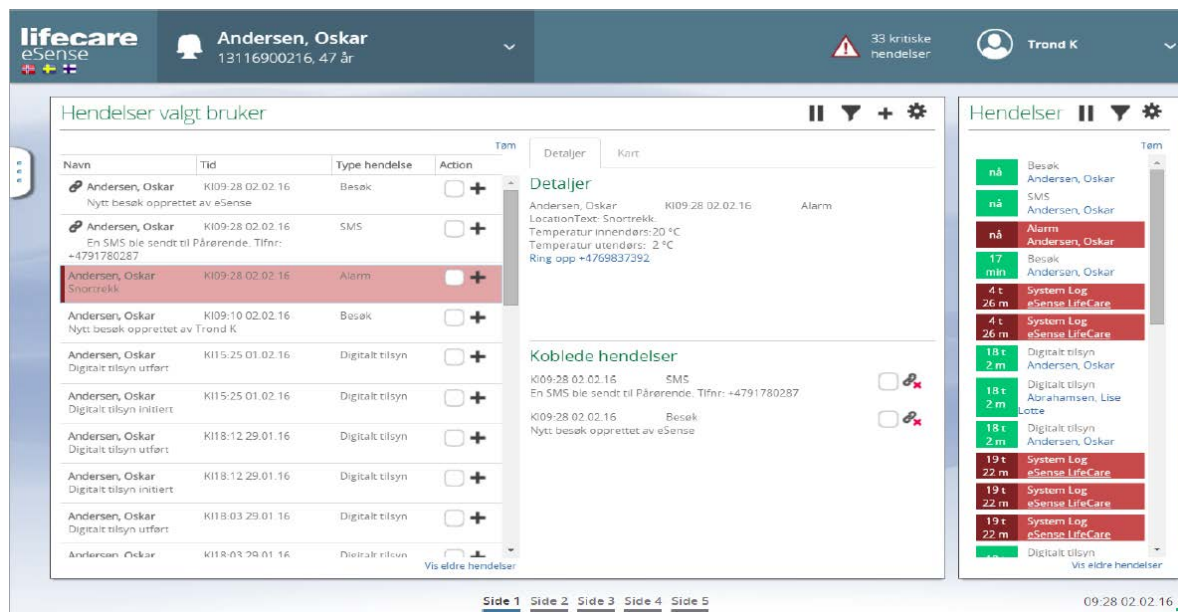 lifecare
eSense
Andersen, Oskar
13116900216, 47 år
33 kritiske
hendelser
Trond K
Hendelser valgt bruker
Tøm
Navn Tid Type hendelse Action
Andersen, Oskar Kl09:28 02.02.16 Besøk
Nytt besøk opprettet av eSense
Andersen, Oskar Kl09:28 02.02.16 SMS
En SMS ble sendt til Pårørende. Tlfnr:
+4791780287
Andersen, Oskar Kl09:28 02.02.16 Alarm
Snortrekk
Andersen, Oskar Kl09:10 02.02.16 Besøk
Nytt besøk opprettet av Trond K
Andersen, Oskar Kl15:25 01.02.16 Digitalt tilsyn
Digitalt tilsyn utført
Andersen, Oskar Kl15:25 01.02.16 Digitalt tilsyn
Digitalt tilsyn initiert
Andersen, Oskar Kl18:12 29.01.16 Digitalt tilsyn
Digitalt tilsyn utført
Andersen, Oskar Kl18:12 29.01.16 Digitalt tilsyn
Digitalt tilsyn initiert
Andersen, Oskar Kl18:03 29.01.16 Digitalt tilsyn
Digitalt tilsyn utført
Andersen, Oskar Kl18:03 29.01.16 Digitalt tilsyn
Vis eldre hendelser
Detaljer Kart
Detaljer
Andersen, Oskar Kl09:28 02.02.16 Alarm
LocationText: Snortrekk.
Temperatur innendørs:20 °C
Temperatur utendørs: 2 °C
Ring opp +4769837392
Koblede hendelser
Kl09:28 02.02.16 SMS
En SMS ble sendt til Pårørende. Tlfnr: +4791780287
Kl09:28 02.02.16 Besøk
Nytt besøk opprettet av eSense
Hendelser
Tøm
nå Besøk
Andersen, Oskar
nå SMS
Andersen, Oskar
nå Alarm
Andersen, Oskar
17 Besøk
min Andersen, Oskar
4 t System Log
26 m eSense LifeCare
4 t System Log
26 m eSense LifeCare
18 t Digitalt tilsyn
2 m Andersen, Oskar
18 t Digitalt tilsyn
2 m Abrahamsen, Lise
Lotte
18 t Digitalt tilsyn
2 m Andersen, Oskar
19 t System Log
22 m eSense LifeCare
19 t System Log
22 m eSense LifeCare
19 t System Log
22 m eSense LifeCare
Digitalt tilsyn
Vis eldre hendelser
Side 1 Side 2 Side 3 Side 4 Side 5
09:28 02.02.16